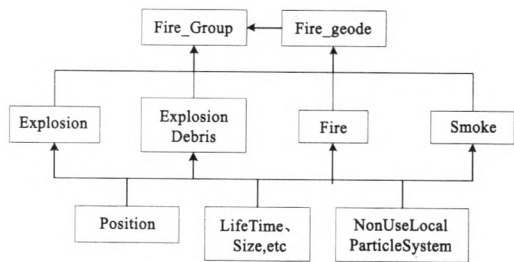 Fire_Group
Fire_geode
Explosion
Explosion
Debris
Fire
Smoke
Position
LifeTime、
Size,etc
NonUseLocal
ParticleSystem